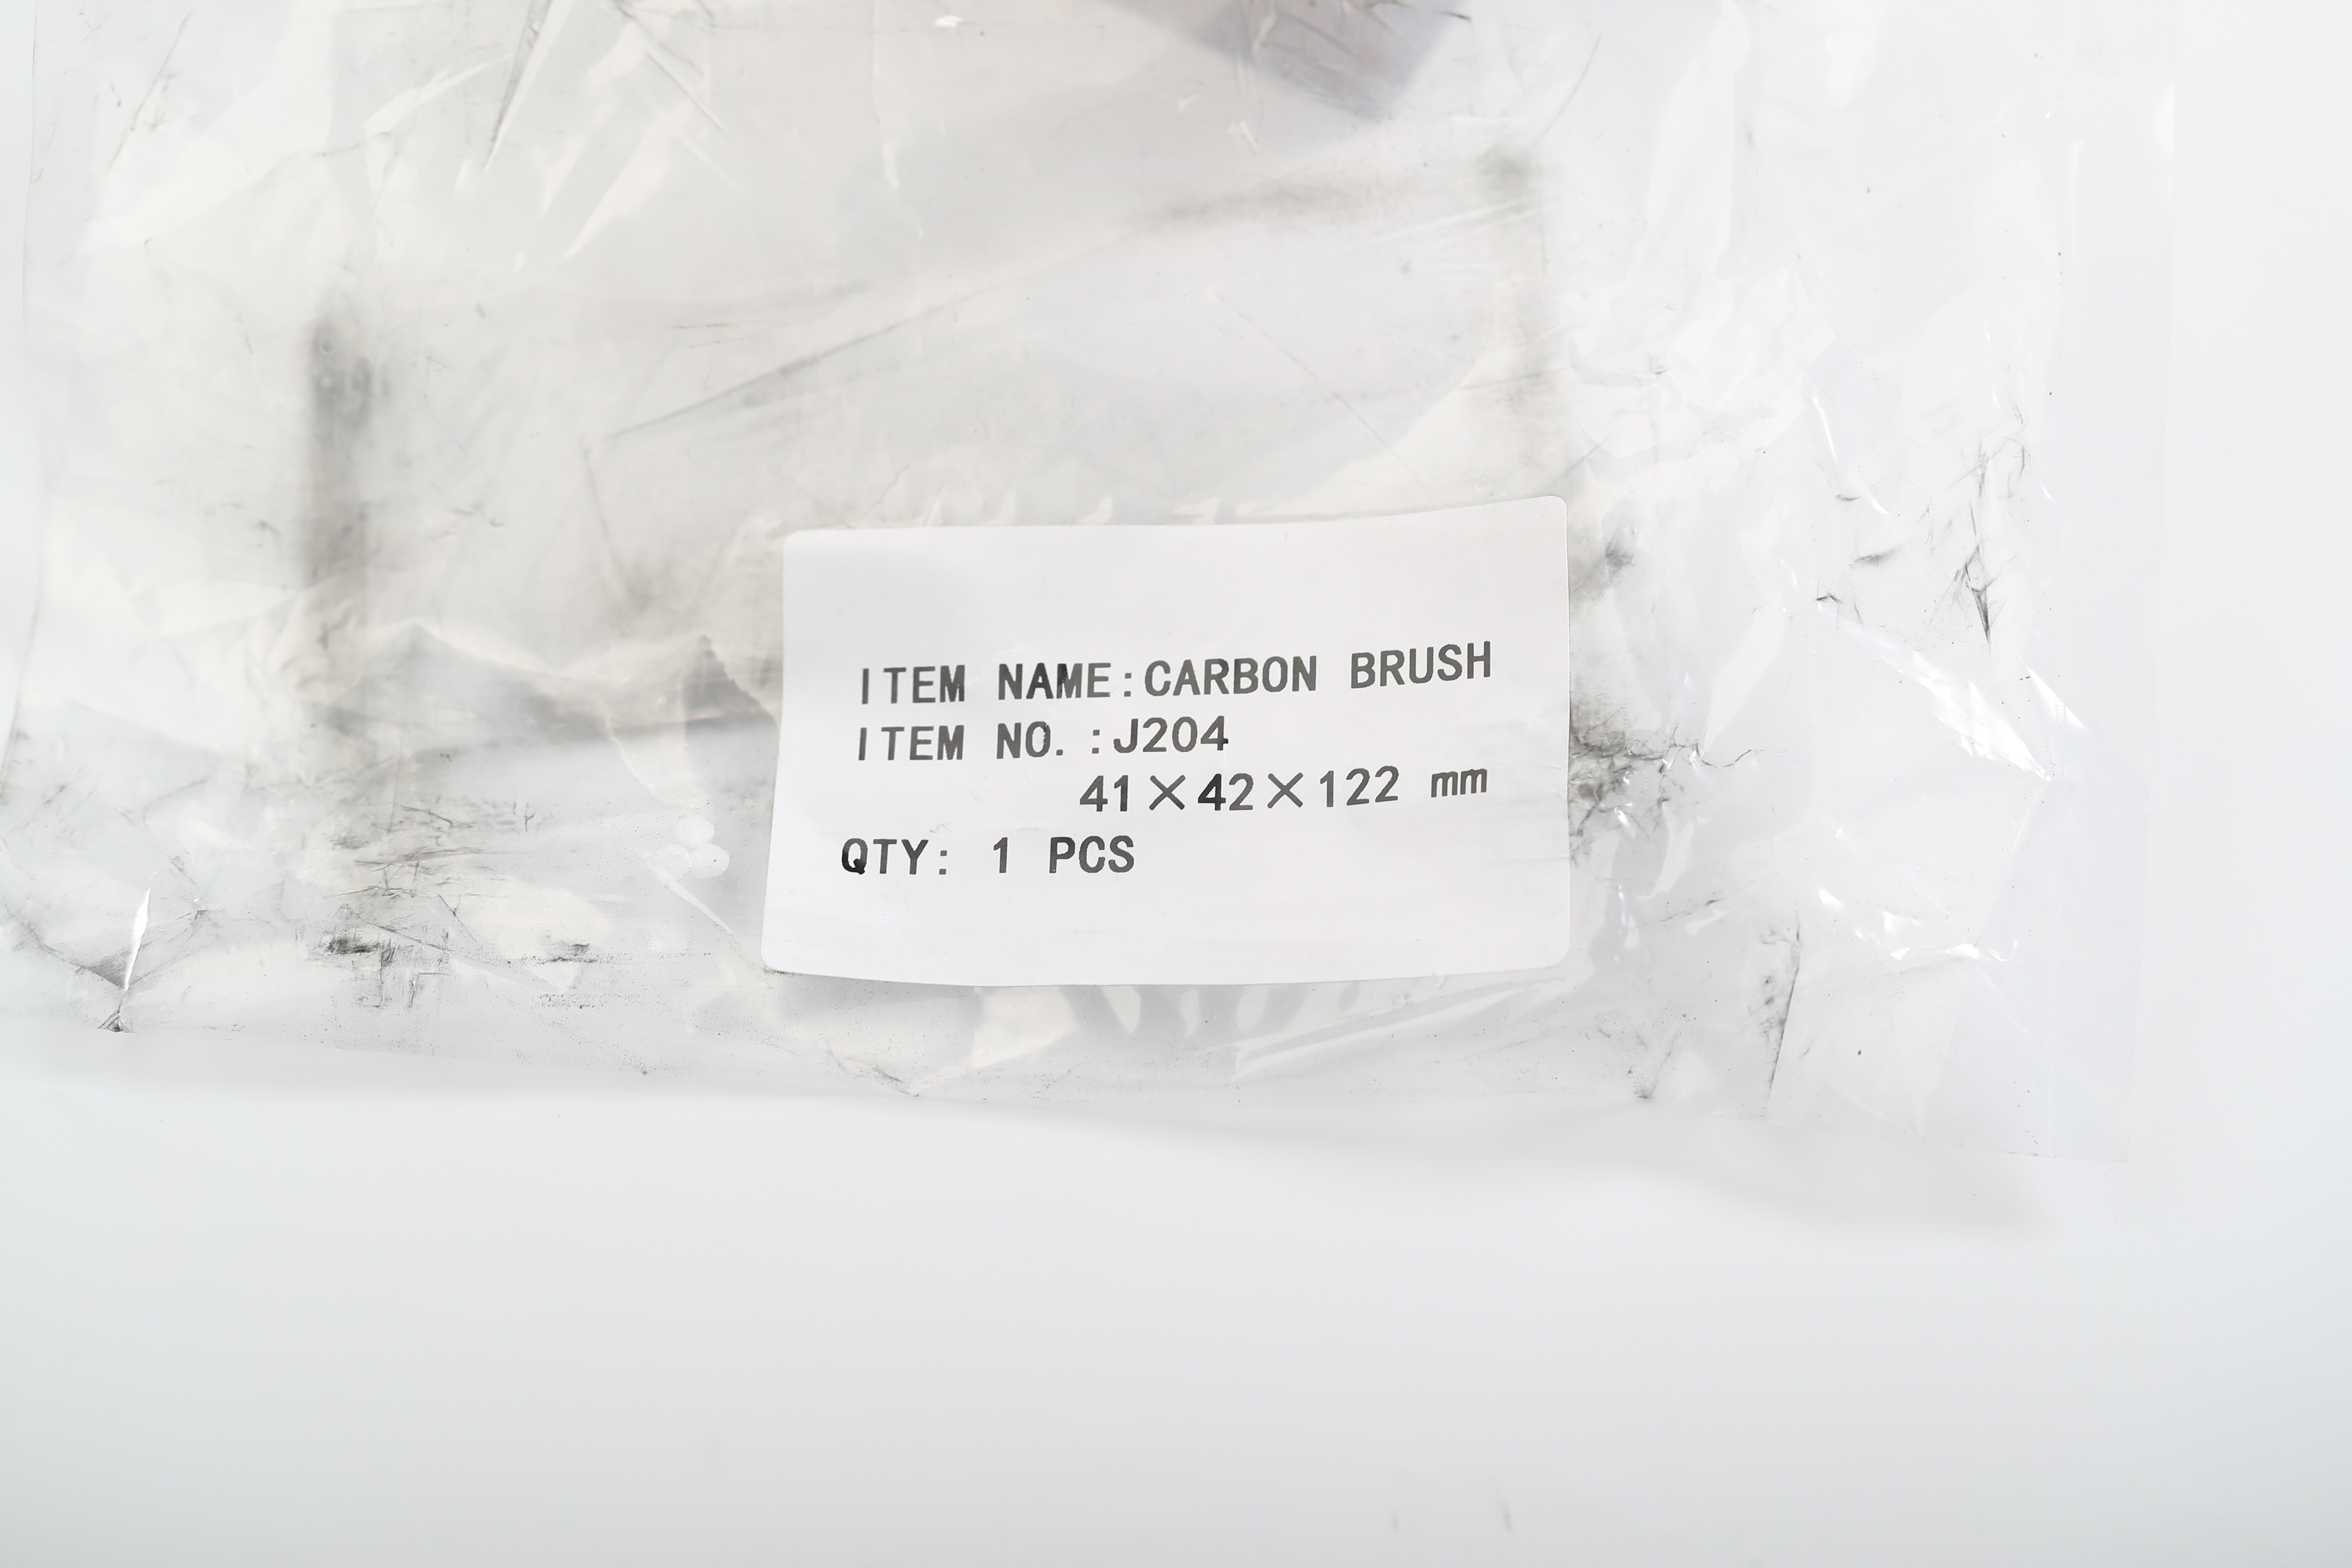 ITEM NAME:CARBON BRUSH
ITEM NO. :J204
41×42×122 mm
QTY: 1 PCS